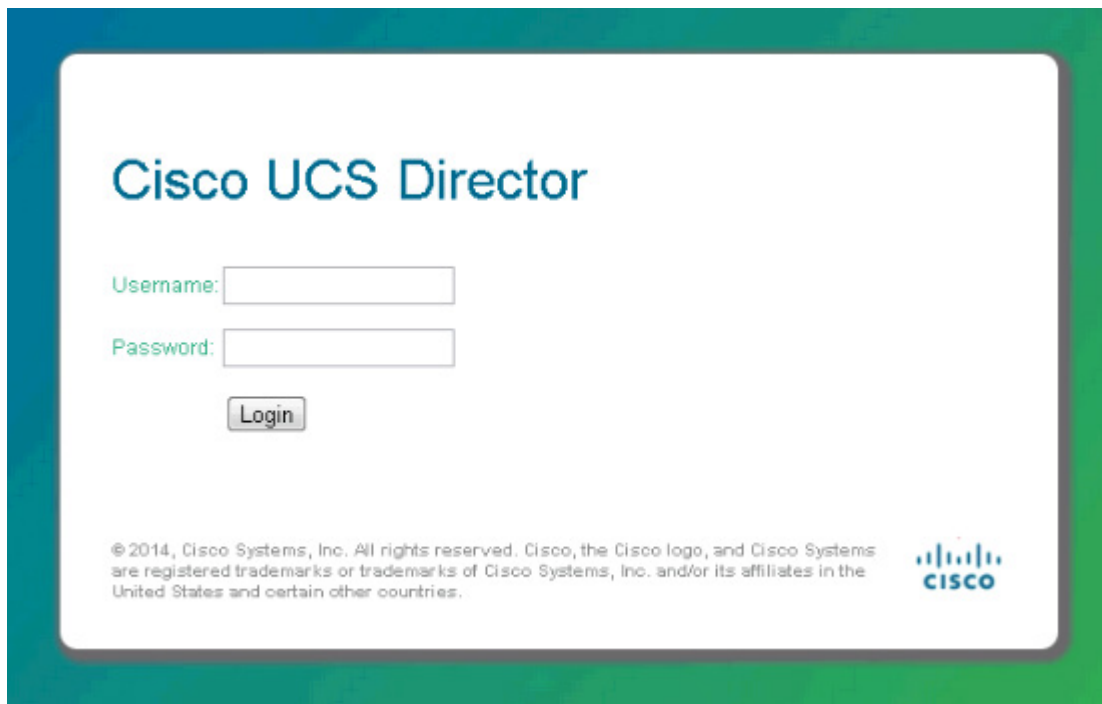 Cisco UCS Director
Username:
Password:
Login
© 2014, Cisco Systems, Inc. All rights reserved. Cisco, the Cisco logo, and Cisco Systems
are registered trademarks or trademarks of Cisco Systems, Inc. and/or its affiliates in the
United States and certain other countries.
CISCO